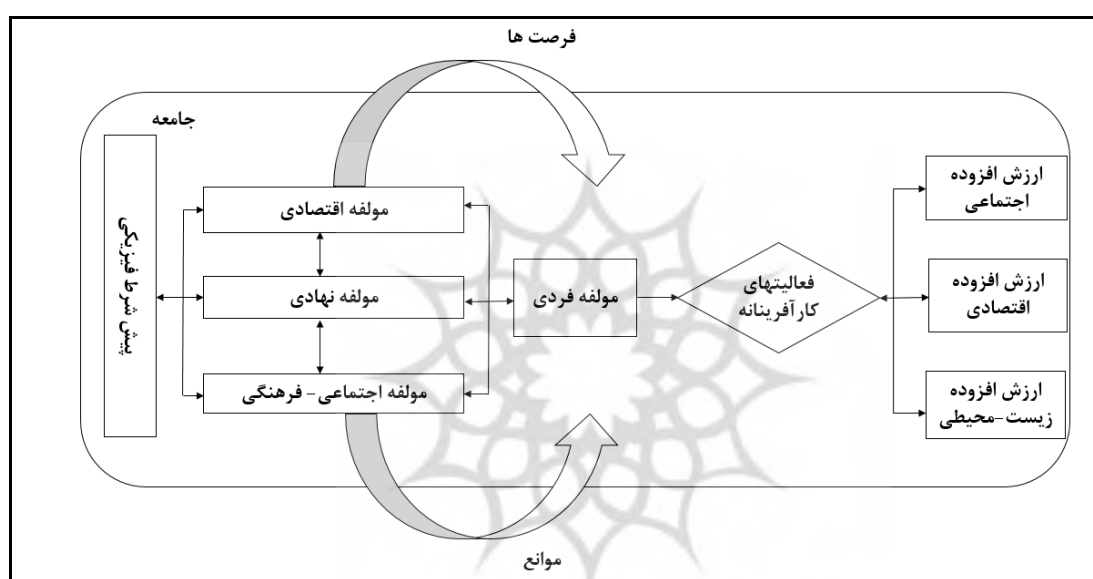 فرصت ها
جامعه
پیش شرط فیزیکی
مولفه اقتصادی
مولفه نهادی
مولفه اجتماعی- فرهنگی
مولفه فردی
فعالیتهای
کارآفرینانه
ارزش افزوده
اجتماعی
ارزش افزوده
اقتصادی
ارزش افزوده
زیست-محیطی
موانع